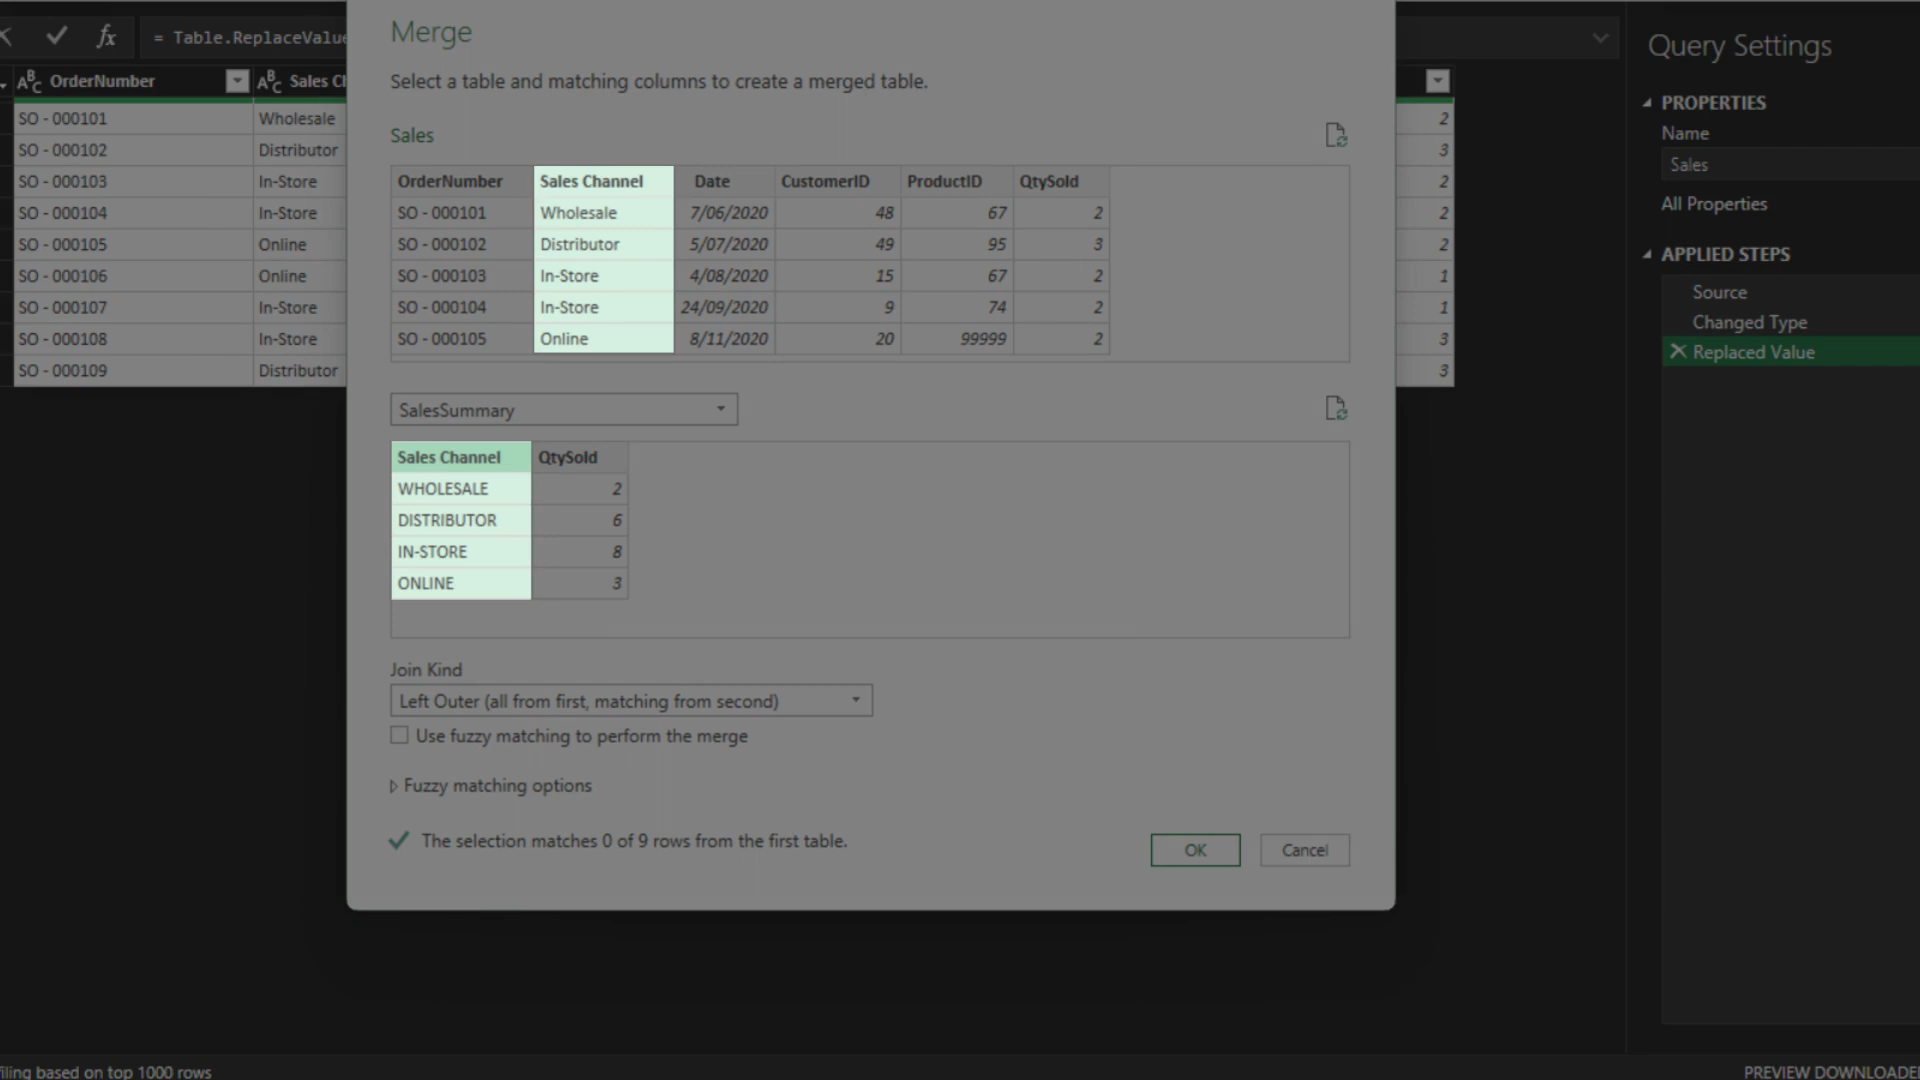 Merge
Select a table and matching columns to create a merged table.
fx = Table.ReplaceValue
Query Settings
OrderNumber Sales Ch
PROPERTIES
Name
Sales
All Properties
APPLIED STEPS
Source
Changed Type
Replaced Value
SO - 000101 Wholesale 2
SO - 000102 Distributor 3
SO - 000103 In-Store 2
SO - 000104 In-Store 2
SO - 000105 Online 2
SO - 000106 Online 1
SO - 000107 In-Store 1
SO - 000108 In-Store 3
SO - 000109 Distributor 3
Sales
OrderNumber Sales Channel Date CustomerID ProductID QtySold
SO - 000101 Wholesale 7/06/2020 48 67 2
SO - 000102 Distributor 5/07/2020 49 95 3
SO - 000103 In-Store 4/08/2020 15 67 2
SO - 000104 In-Store 24/09/2020 9 74 2
SO - 000105 Online 8/11/2020 20 99999 2
SalesSummary
Sales Channel QtySold
WHOLESALE 2
DISTRIBUTOR 6
IN-STORE 8
ONLINE 3
Join Kind
Left Outer (all from first, matching from second)
Use fuzzy matching to perform the merge
Fuzzy matching options
The selection matches 0 of 9 rows from the first table.
OK Cancel
filing based on top 1000 rows
PREVIEW DOWNLOADE